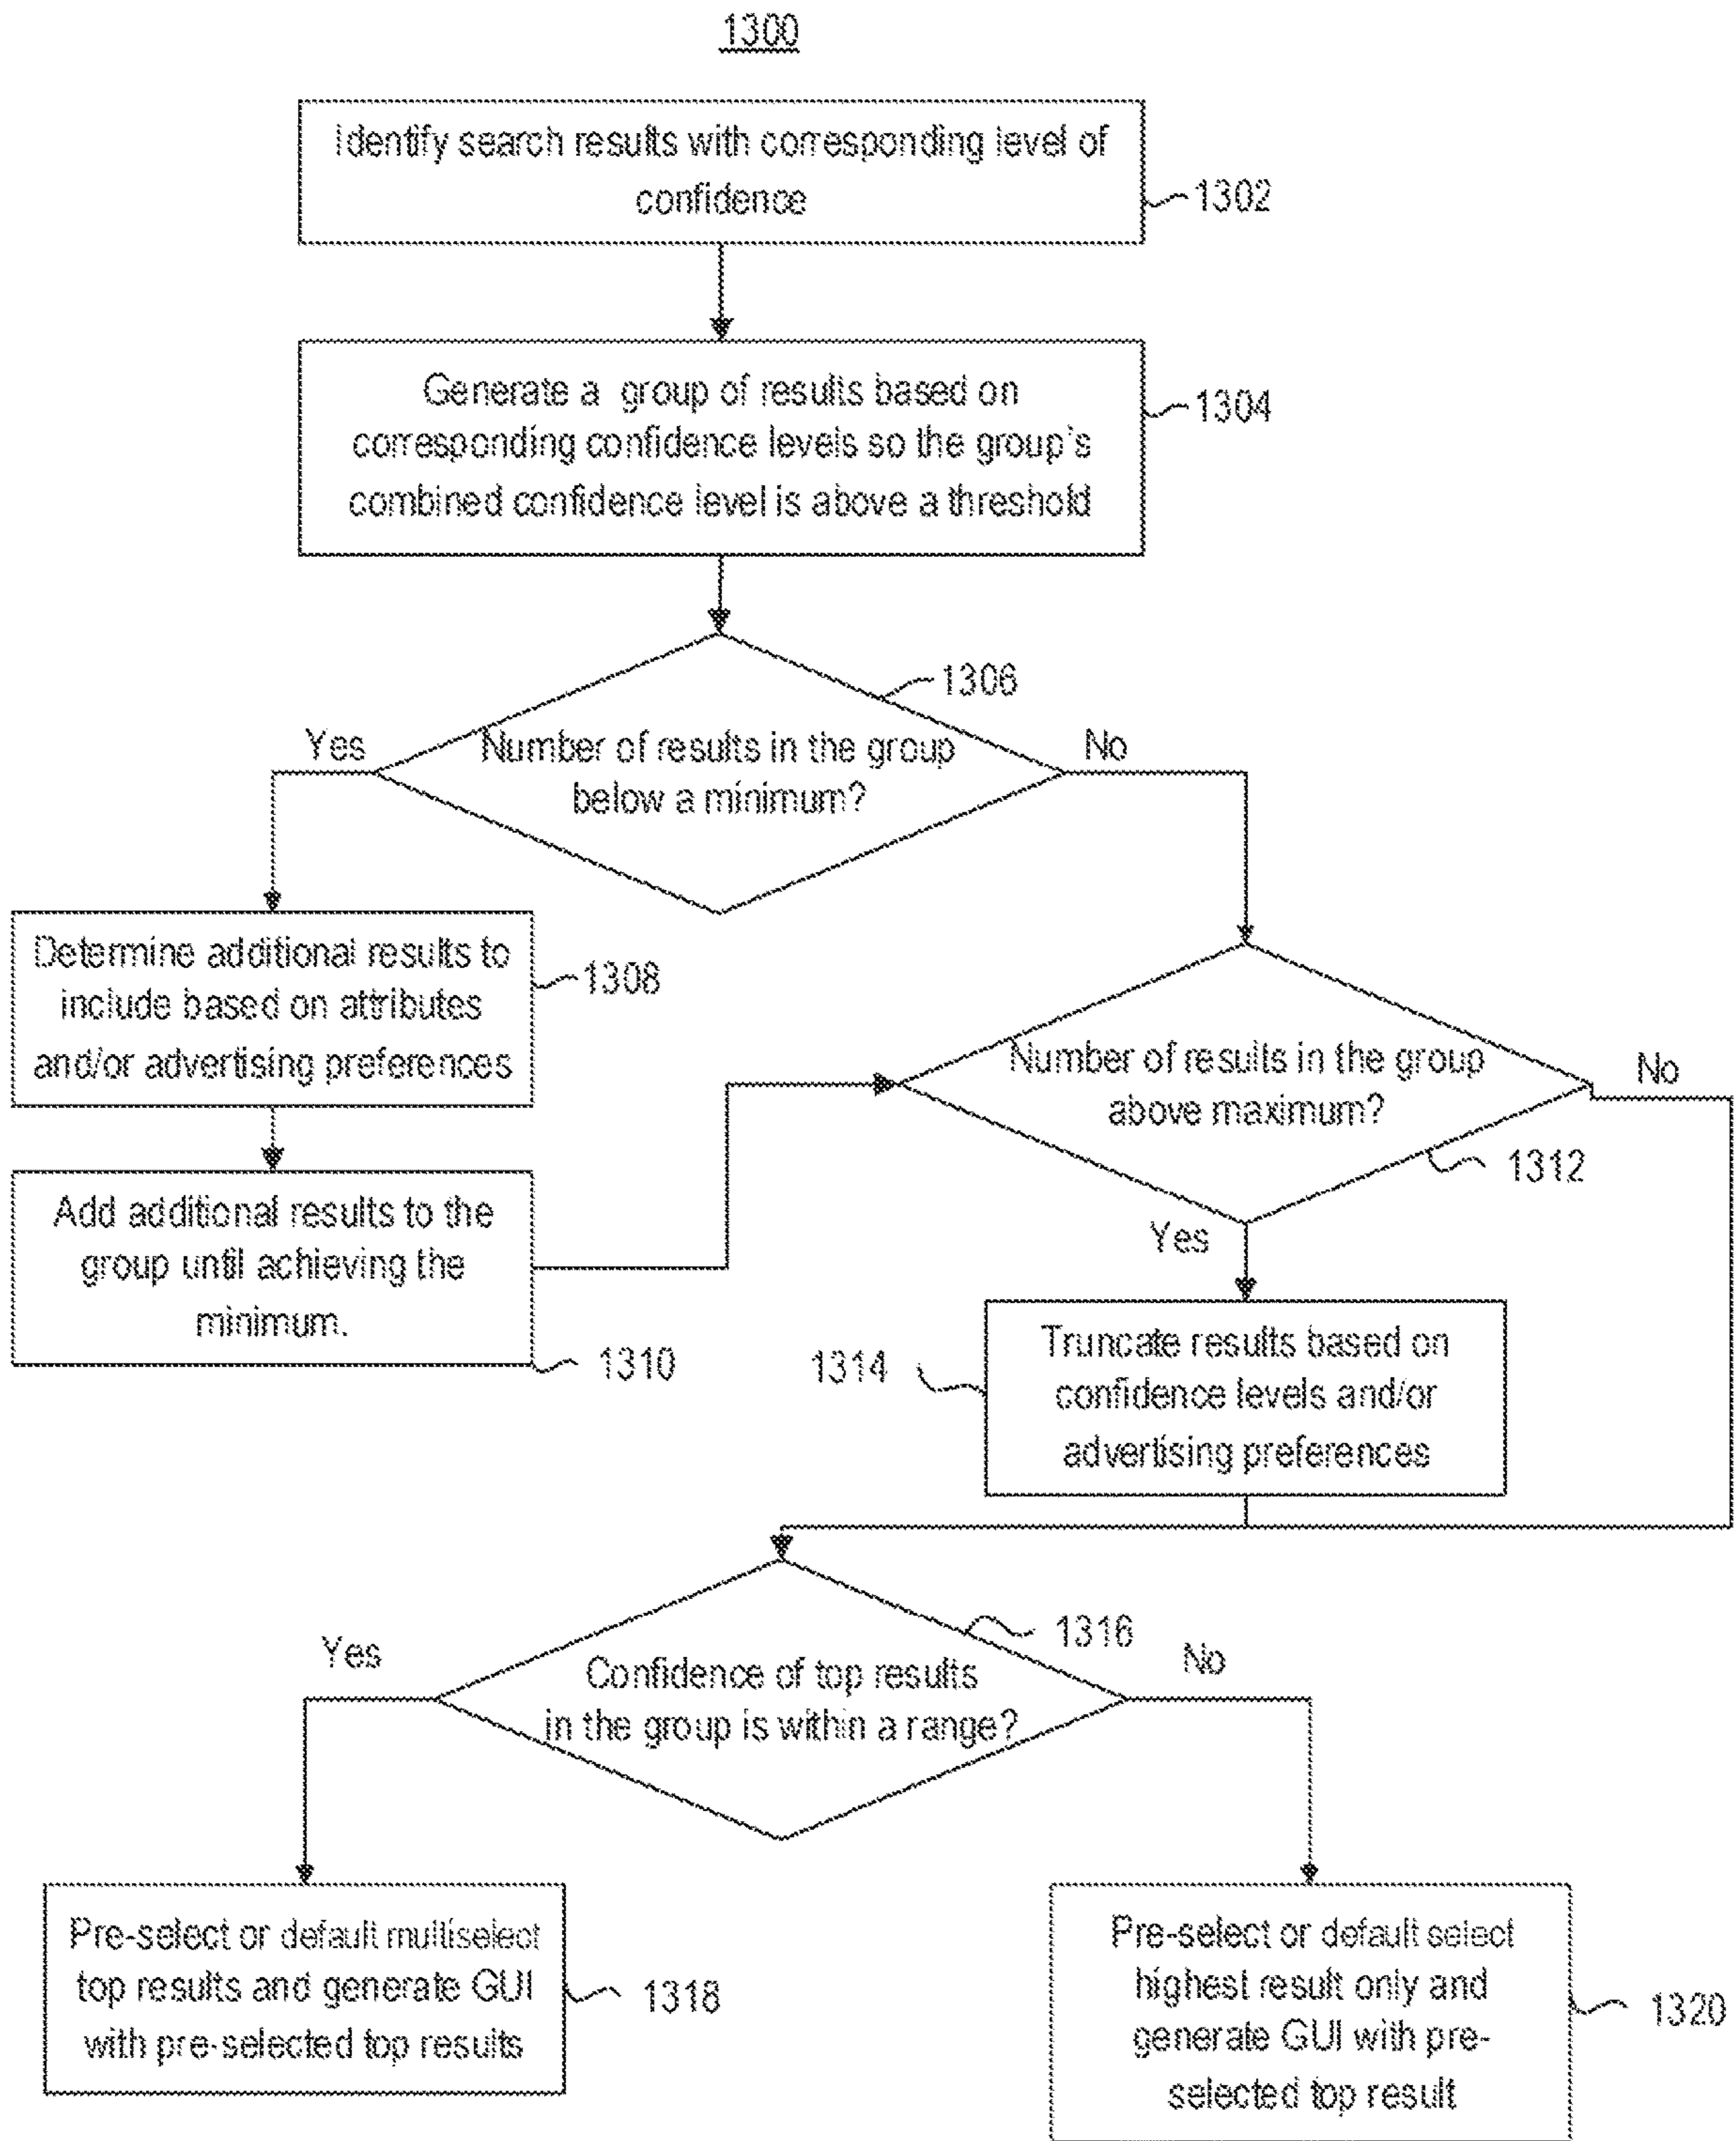 1300
Identify search results with corresponding level of
confidence
1302
Generate a group of results based on
corresponding confidence levels so the group's
combined confidence level is above a threshold
1304
1306
Yes
Number of results in the group
below a minimum?
No
Determine additional results to
include based on attributes
and/or advertising preferences
1308
Number of results in the group
above maximum?
No
1312
Yes
Add additional results to the
group until achieving the
minimum.
1310
1314
Truncate results based on
confidence levels and/or
advertising preferences
1316
Yes
Confidence of top results
in the group is within a range?
No
Pre-select or default multiselect
top results and generate GUI
with pre-selected top results
1318
Pre-select or default select
highest result only and
generate GUI with pre-
selected top result
1320